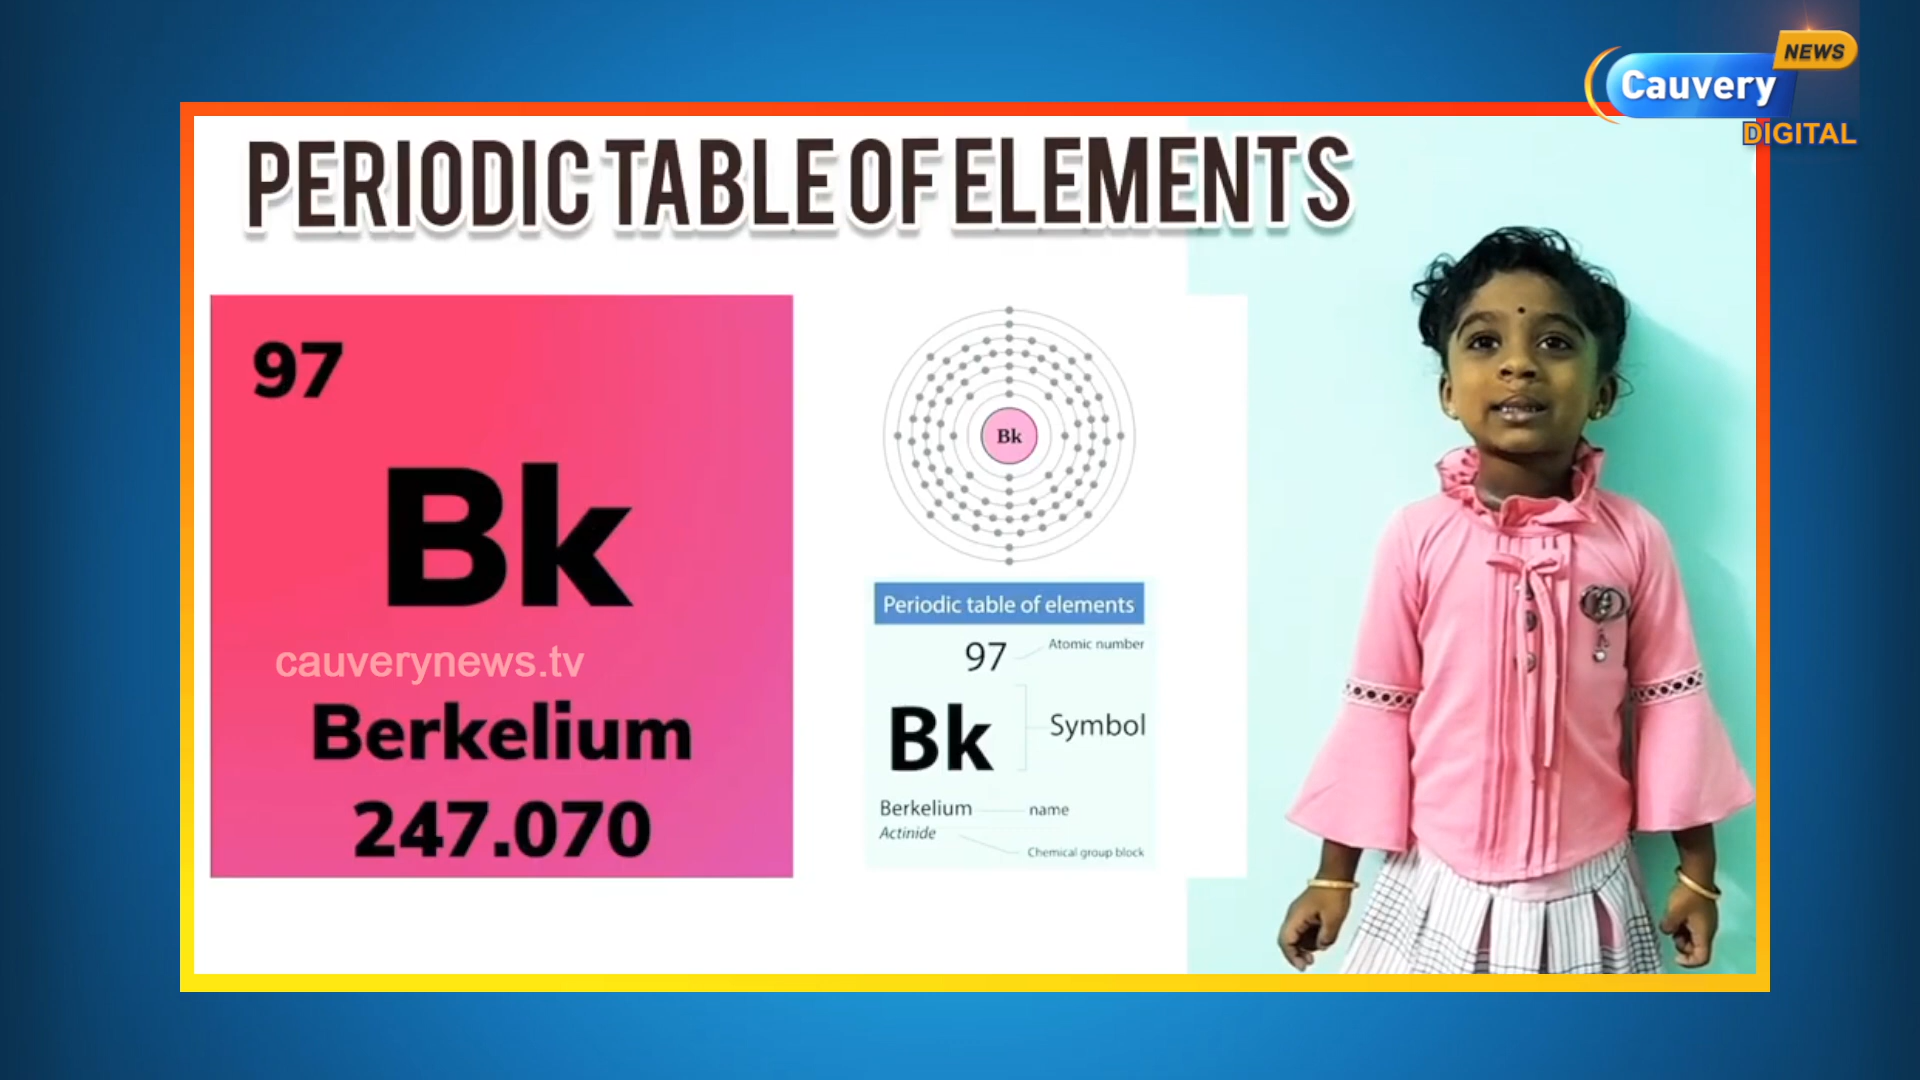 NEWS
Cauvery
DIGITAL
PERIODIC TABLE OF ELEMENTS
97
Bk
cauverynews.tv
Berkelium
247.070
Bk
Periodic table of elements
97 Atomic number
Bk Symbol
Berkelium name
Actinide
Chemical group block